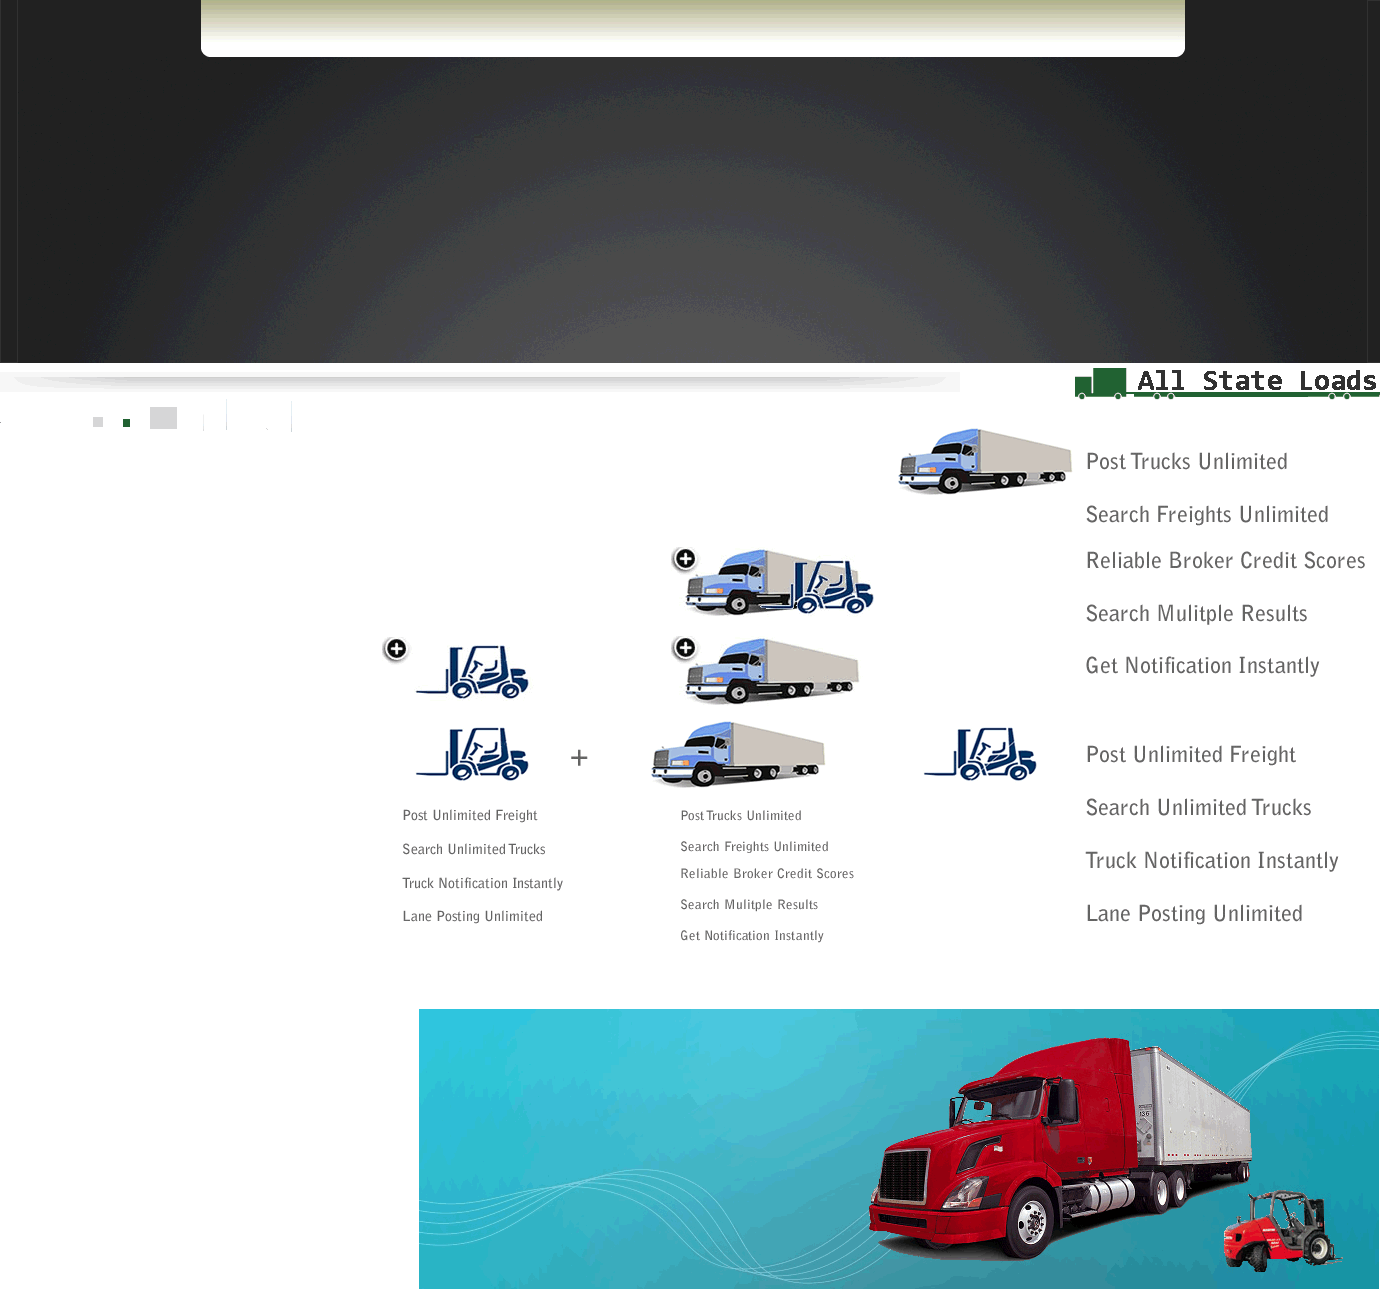 All State Loads
Post Trucks Unlimited
Search Freights Unlimited
Reliable Broker Credit Scores
Search Mulitple Results
Get Notification Instantly
+
Post Unlimited Freight
Search Unlimited Trucks
Truck Notification Instantly
Lane Posting Unlimited
Post Unlimited Freight
Search Unlimited Trucks
Truck Notification Instantly
Lane Posting Unlimited
Post Trucks Unlimited
Search Freights Unlimited
Reliable Broker Credit Scores
Search Mulitple Results
Get Notification Instantly